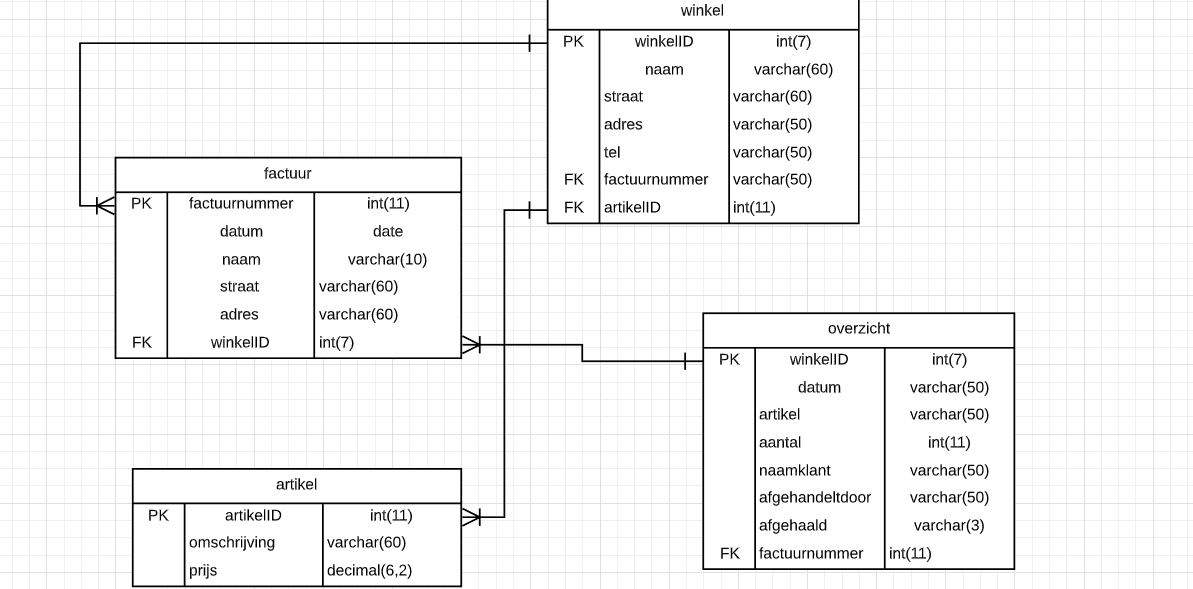 winkel
PK winkelID int(7)
naam varchar(60)
straat varchar(60)
adres varchar(50)
tel varchar(50)
FK factuurnummer varchar(50)
FK artikelID int(11)
factuur
PK factuurnummer int(11)
datum date
naam varchar(10)
straat varchar(60)
adres varchar(60)
FK winkelID int(7)
overzicht
PK winkelID int(7)
datum varchar(50)
artikel varchar(50)
aantal int(11)
naamklant varchar(50)
afgehandeltdoor varchar(50)
afgehaald varchar(3)
FK factuurnummer int(11)
artikel
PK artikelID int(11)
omschrijving varchar(60)
prijs decimal(6,2)